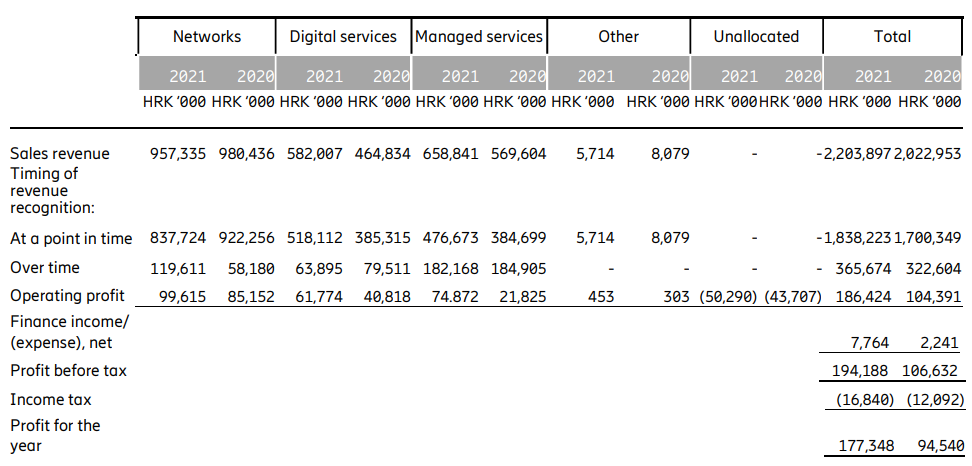 Networks Digital services Managed services Other Unallocated Total
2021 2020 2021 2020 2021 2020 2021 2020 2021 2020 2021 2020
HRK ‘000 HRK ‘000 HRK ‘000 HRK ‘000 HRK ‘000 HRK ‘000 HRK ‘000 HRK ‘000 HRK ‘000 HRK ‘000 HRK ‘000 HRK ‘000
Sales revenue 957,335 980,436 582,007 464,834 658,841 569,604 5,714 8,079 - - 2,203,897 2,022,953
Timing of
revenue
recognition:
At a point in time 837,724 922,256 518,112 385,315 476,673 384,699 5,714 8,079 - - 1,838,223 1,700,349
Over time 119,611 58,180 63,895 79,511 182,168 184,905 - - - - 365,674 322,604
Operating profit 99,615 85,152 61,774 40,818 74.872 21,825 453 303 (50,290) (43,707) 186,424 104,391
Finance income/
(expense), net 7,764 2,241
Profit before tax 194,188 106,632
Income tax (16,840) (12,092)
Profit for the
year 177,348 94,540